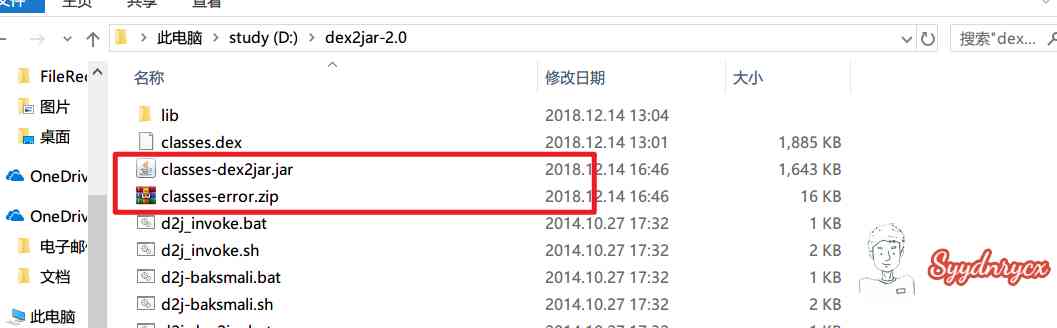 文件 主页 共享 查看
此电脑 study (D:) dex2jar-2.0 搜索"dex...
FileRec
图片
桌面
OneDriv
OneDriv
电子邮
文档
此电脑
名称 修改日期 大小
lib 2018.12.14 13:04
classes.dex 2018.12.14 13:01 1,885 KB
classes-dex2jar.jar 2018.12.14 16:46 1,643 KB
classes-error.zip 2018.12.14 16:46 16 KB
d2j_invoke.bat 2014.10.27 17:32 1 KB
d2j_invoke.sh 2014.10.27 17:32 2 KB
d2j-baksmali.bat 2014.10.27 17:32 1 KB
d2j-baksmali.sh 2014.10.27 17:32 2 KB
Syydnrycx